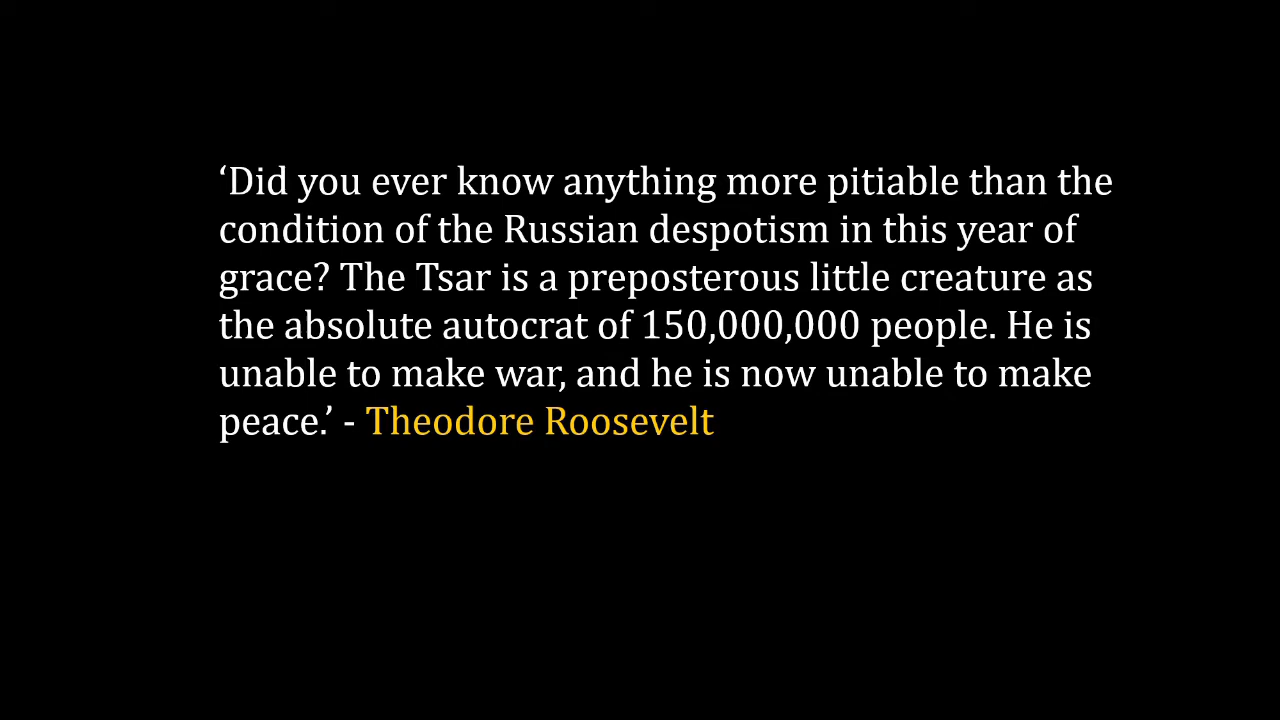 ‘Did you ever know anything more pitiable than the
condition of the Russian despotism in this year of
grace? The Tsar is a preposterous little creature as
the absolute autocrat of 150,000,000 people. He is
unable to make war, and he is now unable to make
peace.’ - Theodore Roosevelt